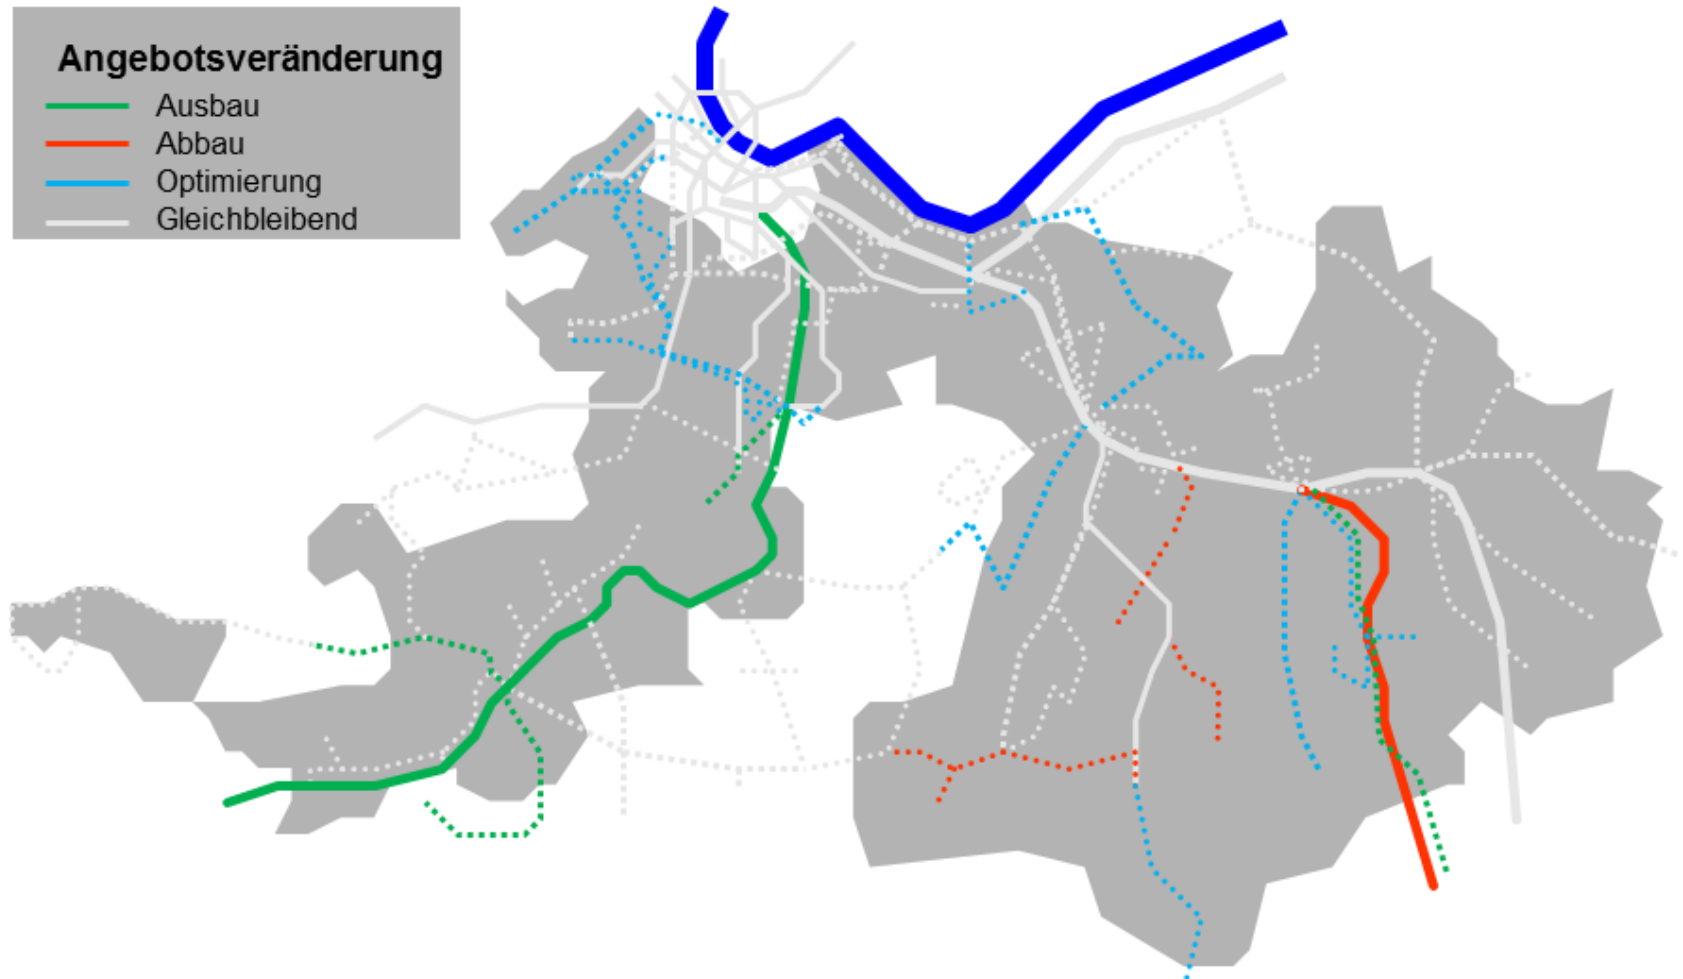 Angebotsveränderung
Ausbau
Abbau
Optimierung
Gleichbleibend